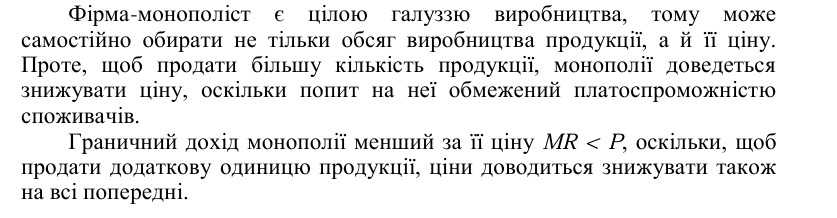 Фірма-монополіст є цілою галуззю виробництва, тому може
самостійно обирати не тільки обсяг виробництва продукції, а й її ціну.
Проте, щоб продати більшу кількість продукції, монополії доведеться
знижувати ціну, оскільки попит на неї обмежений платоспроможністю
споживачів.
Граничний дохід монополії менший за її ціну MR < P, оскільки, щоб
продати додаткову одиницю продукції, ціни доводиться знижувати також
на всі попередні.